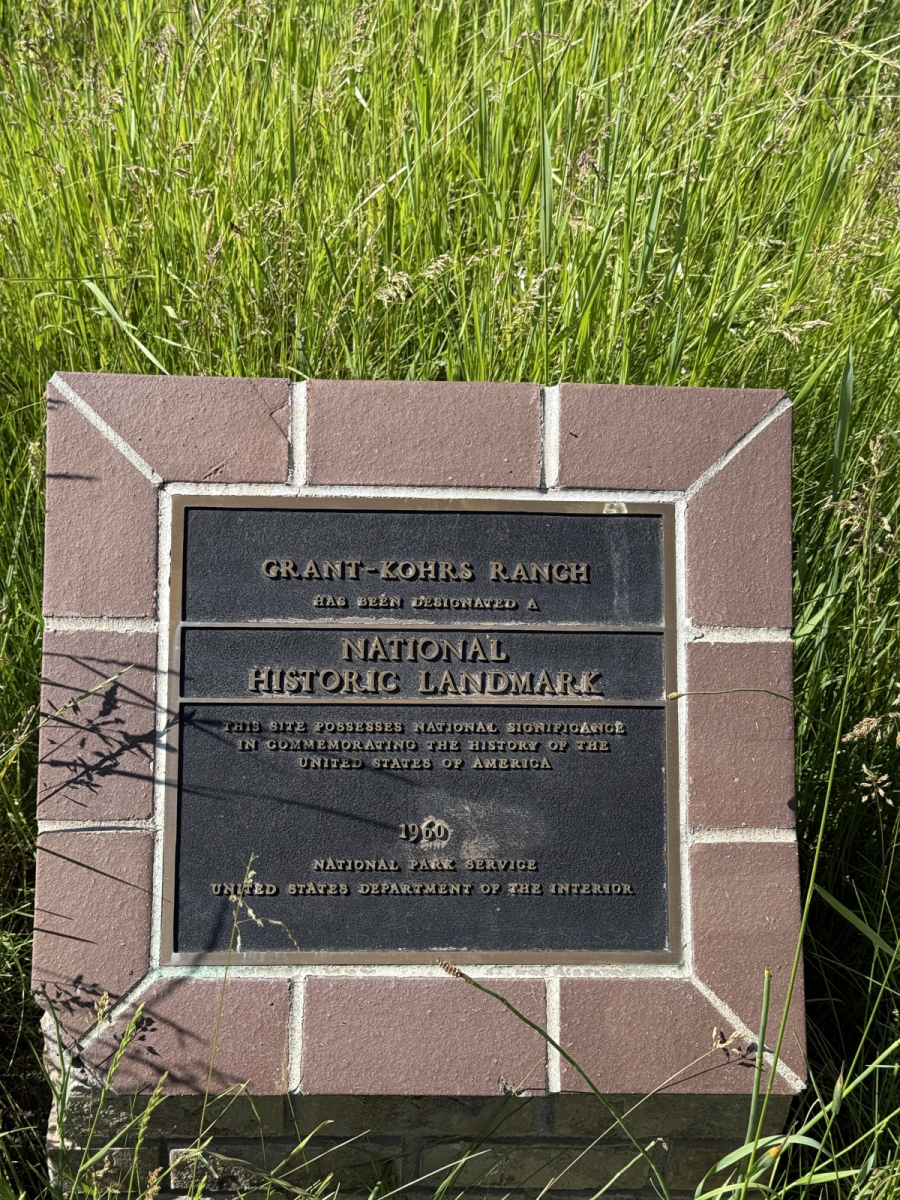 GRANT-KOHRS RANCH
HAS BEEN DESIGNATED A
NATIONAL
HISTORIC LANDMARK
THIS SITE POSSESSES NATIONAL SIGNIFICANCE
IN COMMEMORATING THE HISTORY OF THE
UNITED STATES OF AMERICA
1960
NATIONAL PARK SERVICE
UNITED STATES DEPARTMENT OF THE INTERIOR